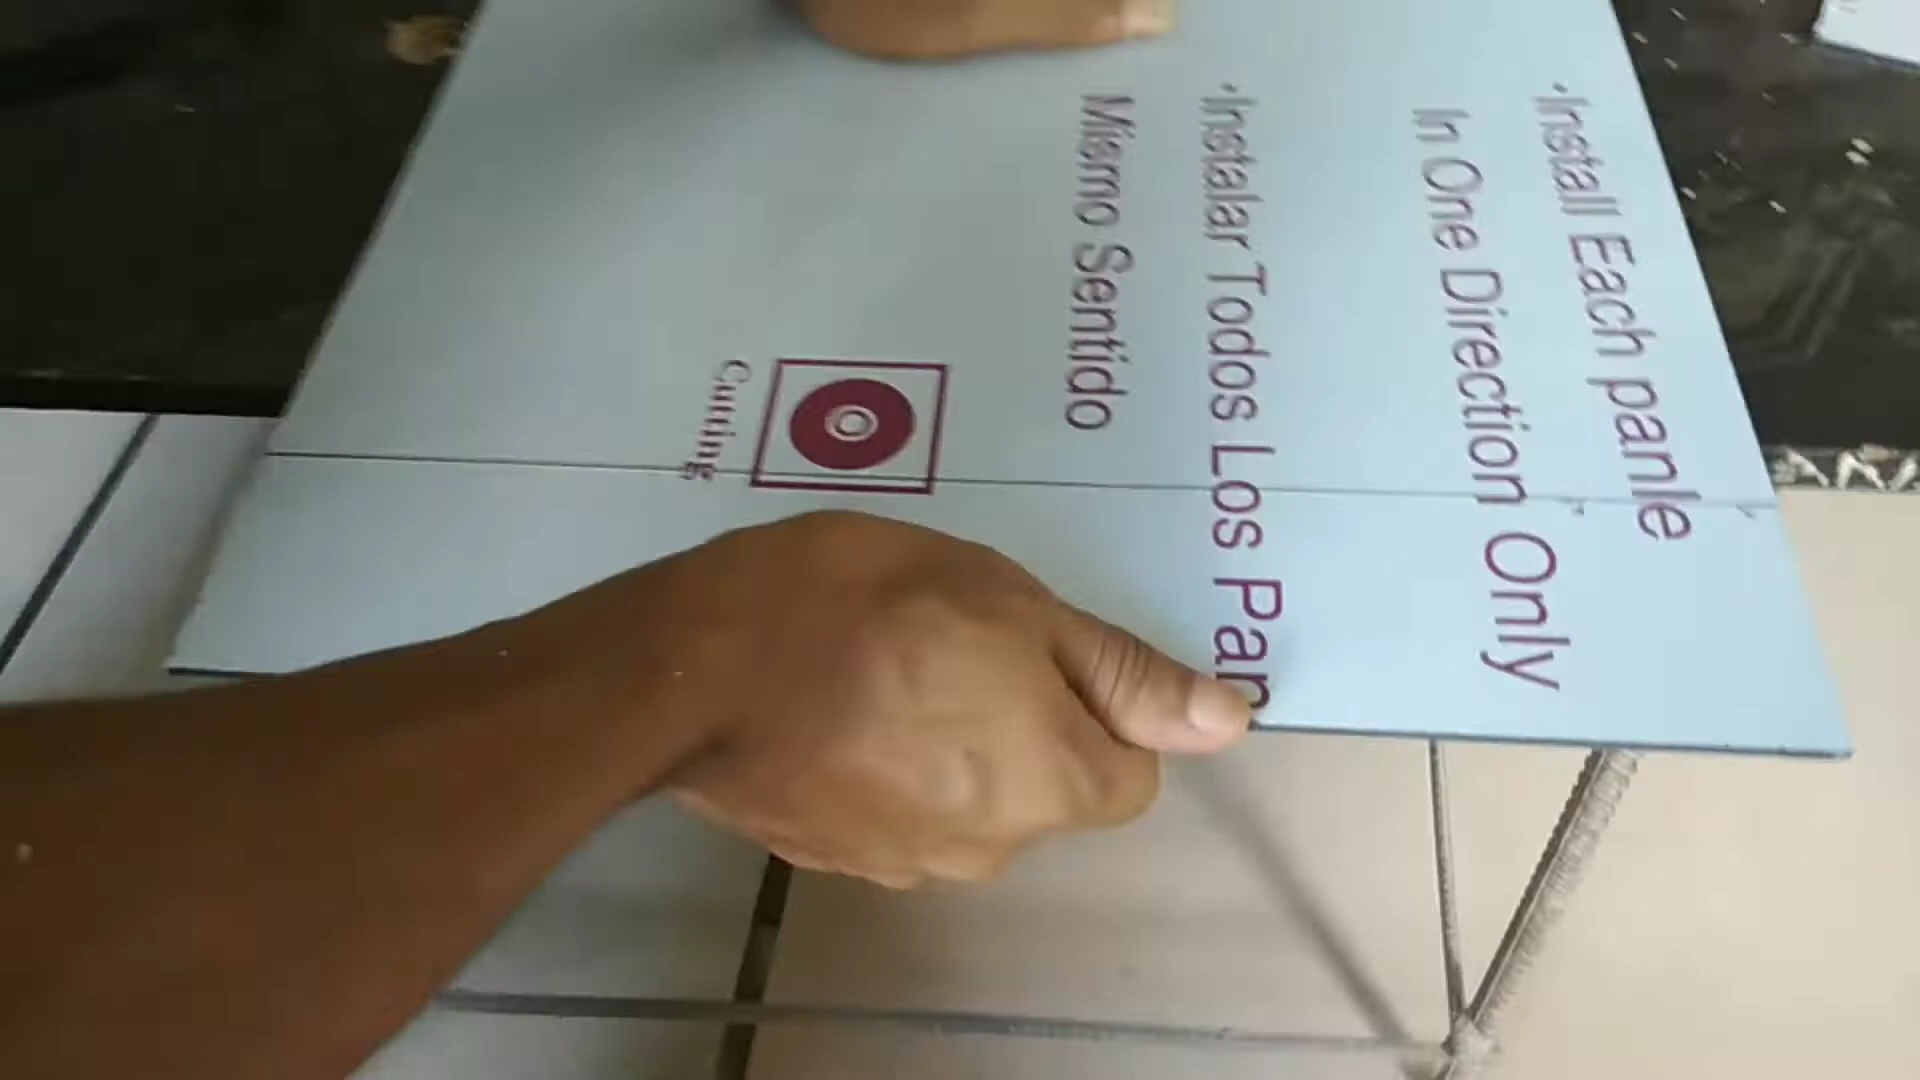 ·Install Each panle
In One Direction Only
·Instalar Todos Los Pan
Mismo Sentido
Cutting